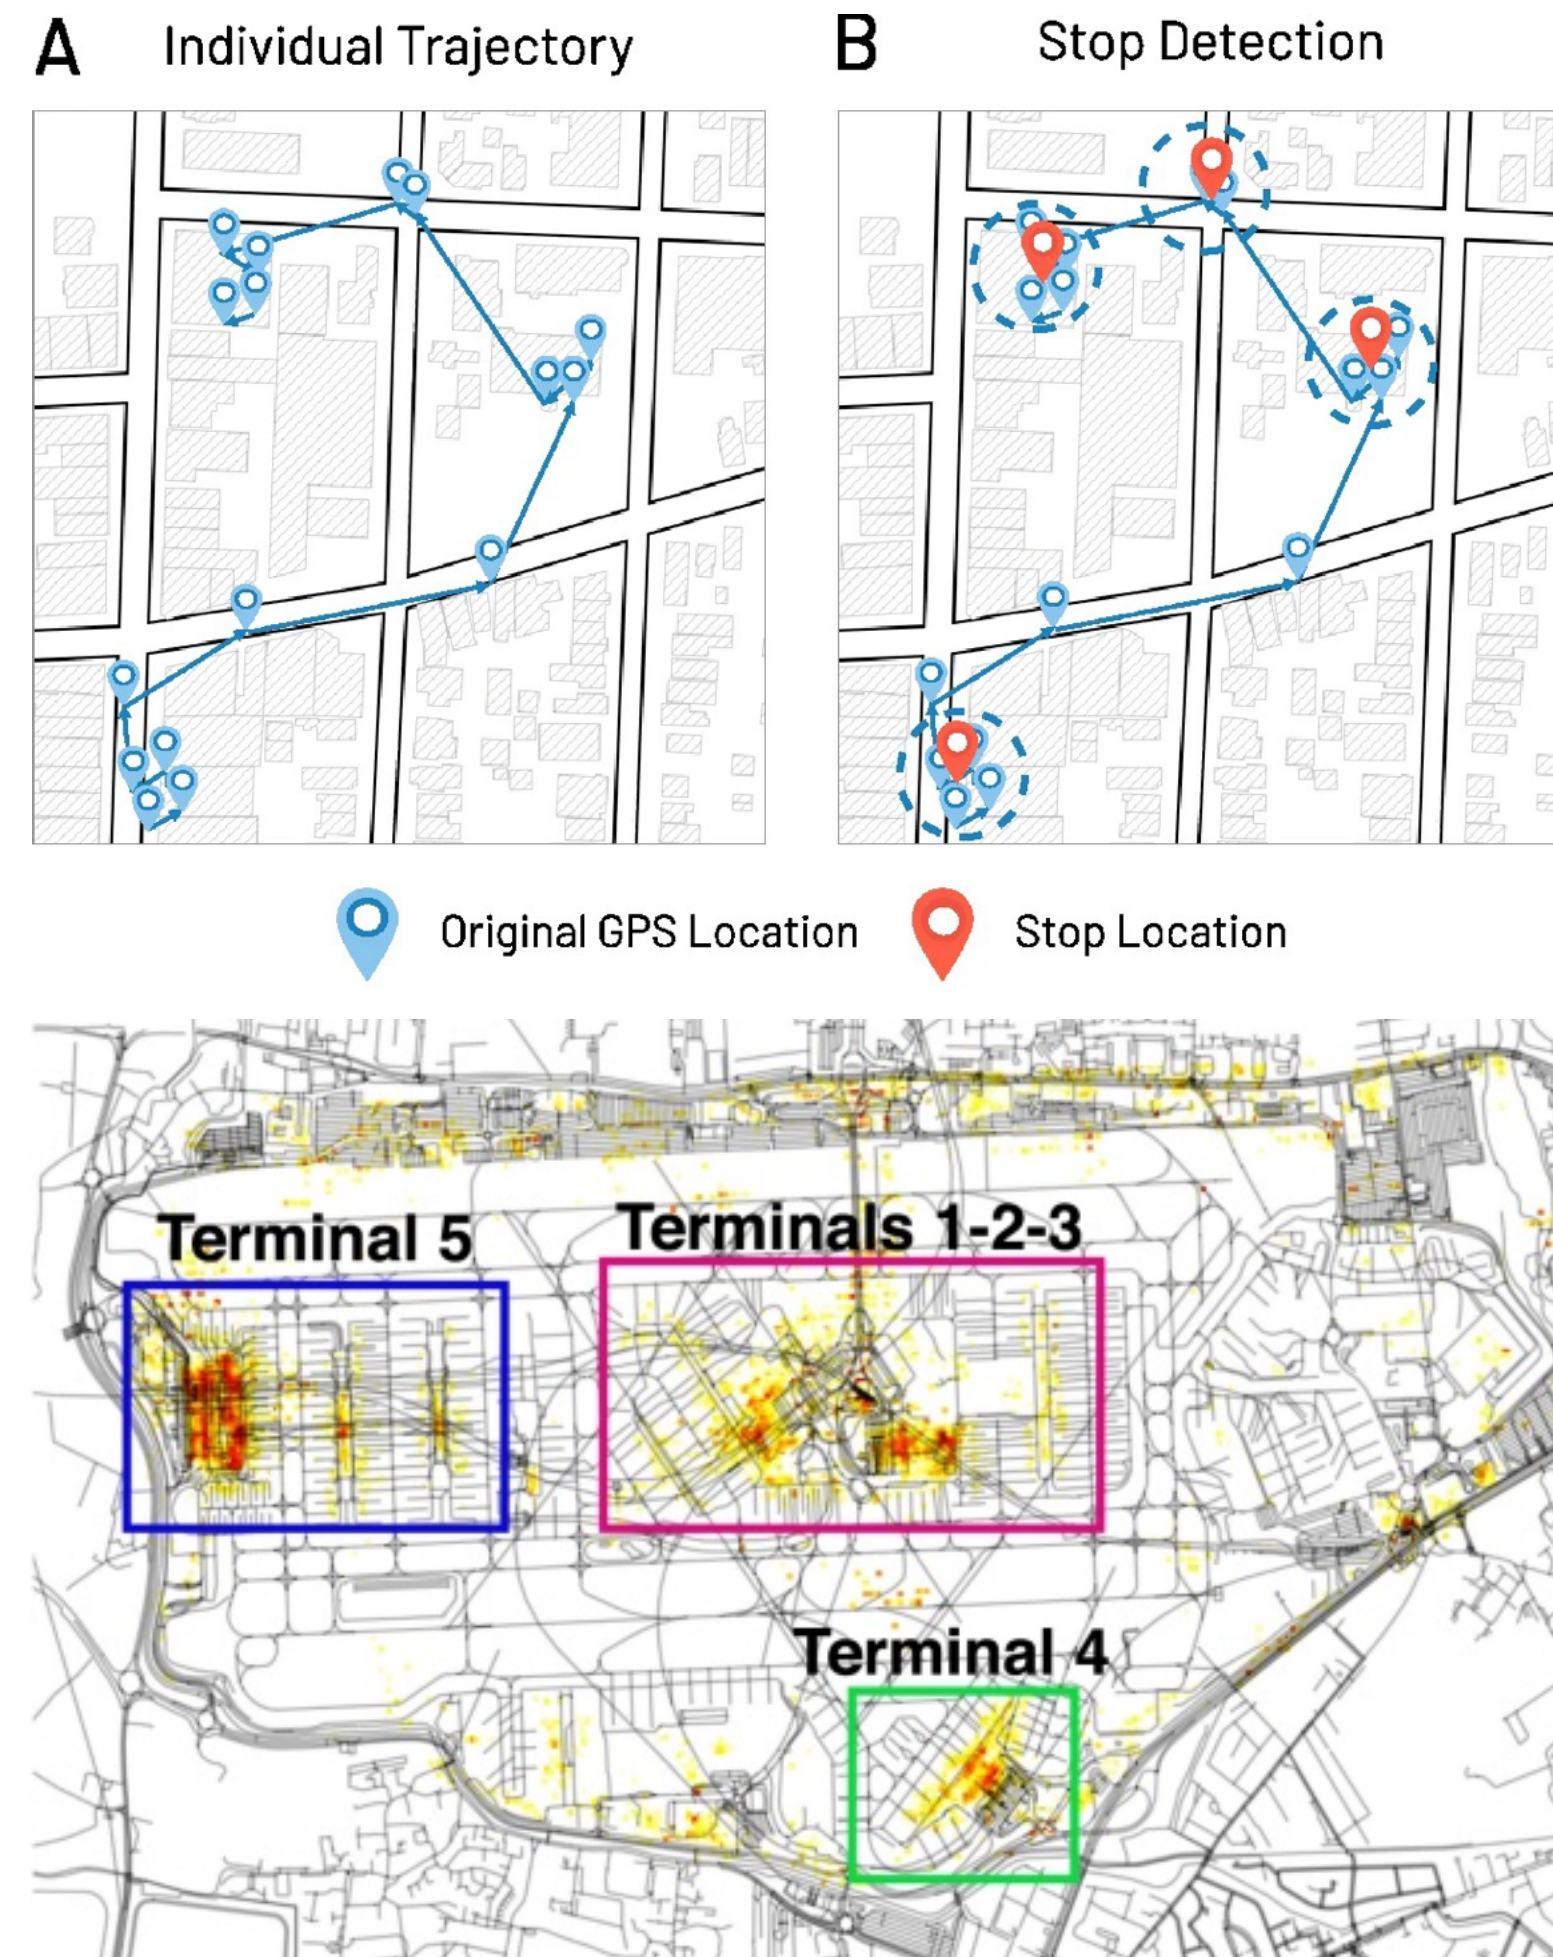 A Individual Trajectory
B Stop Detection
Original GPS Location
Stop Location
Terminal 5
Terminals 1-2-3
Terminal 4